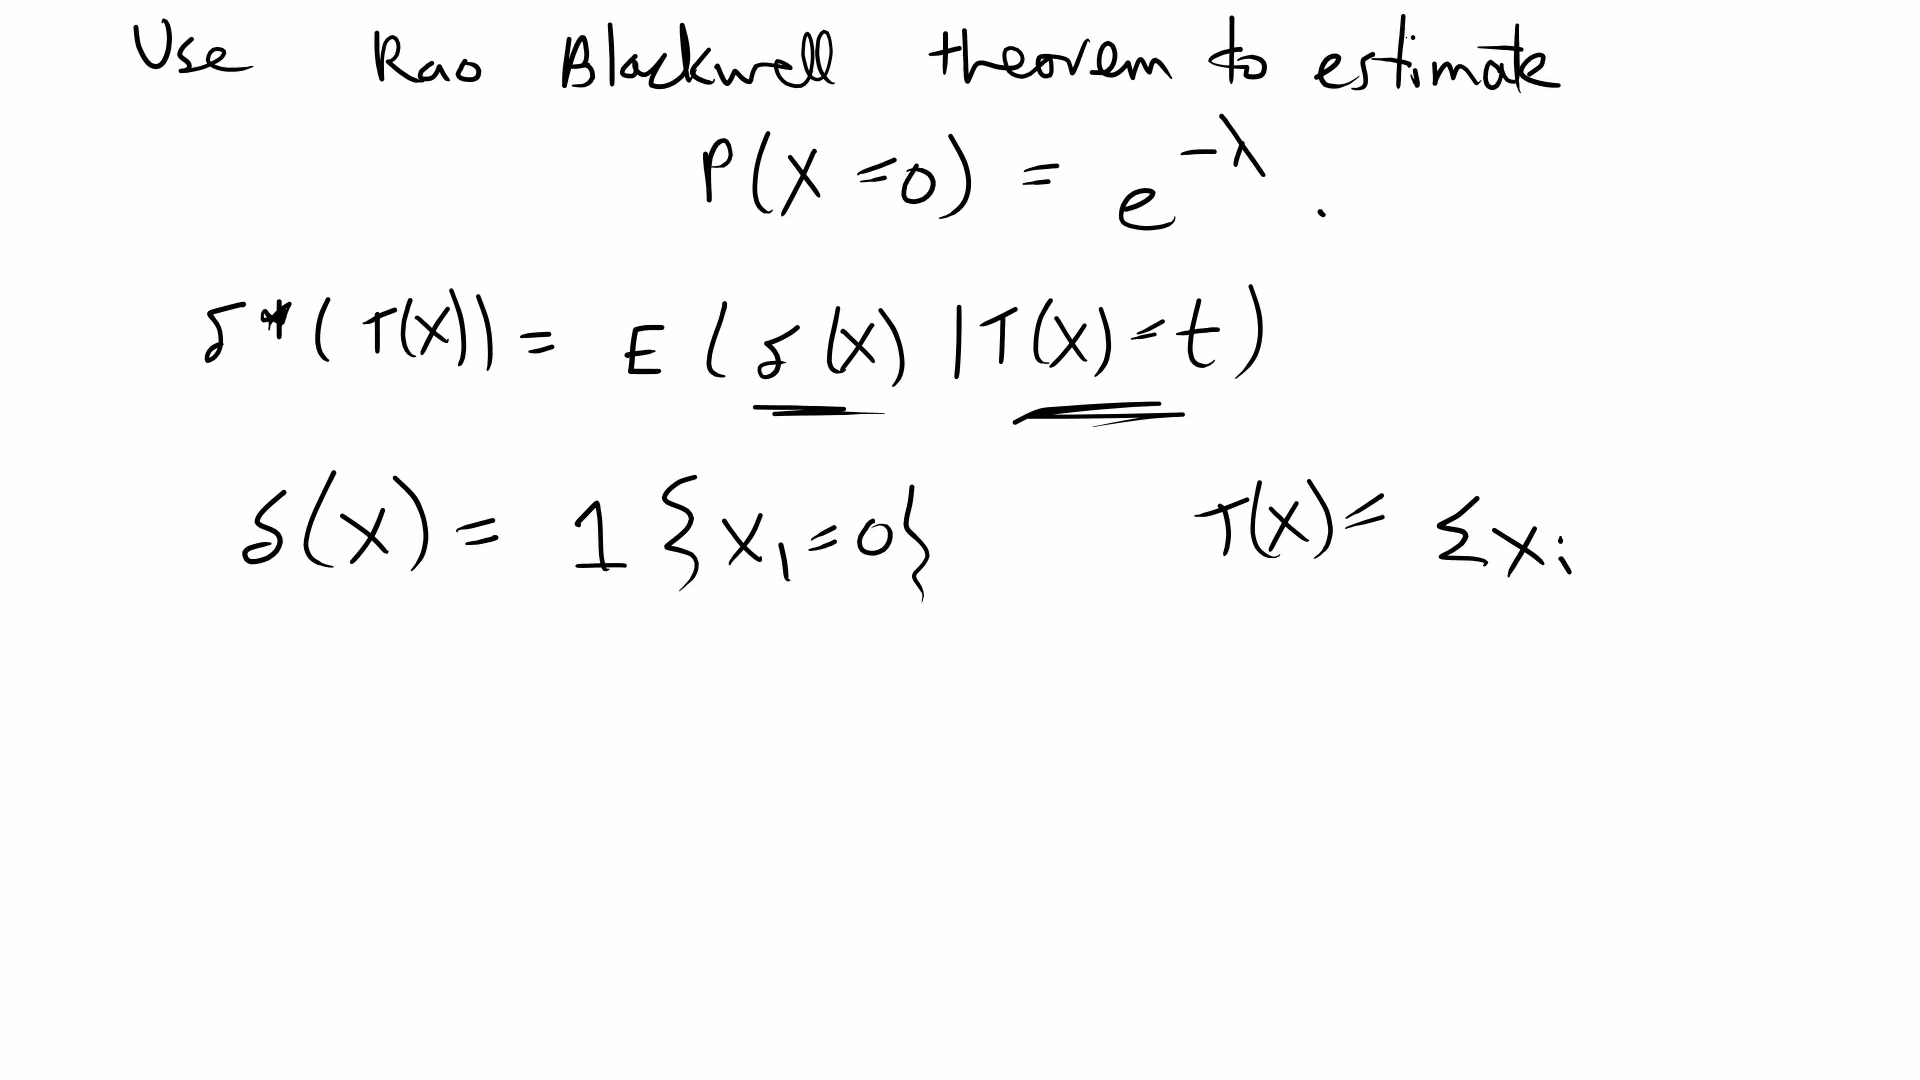 Use Rao Blackwell theorem to estimate
P(X = 0) = e^{-λ}.
δ*(T(X)) = E(δ(X) | T(X) = t)
δ(X) = 1{X₁ = 0} T(X) = ΣXᵢ